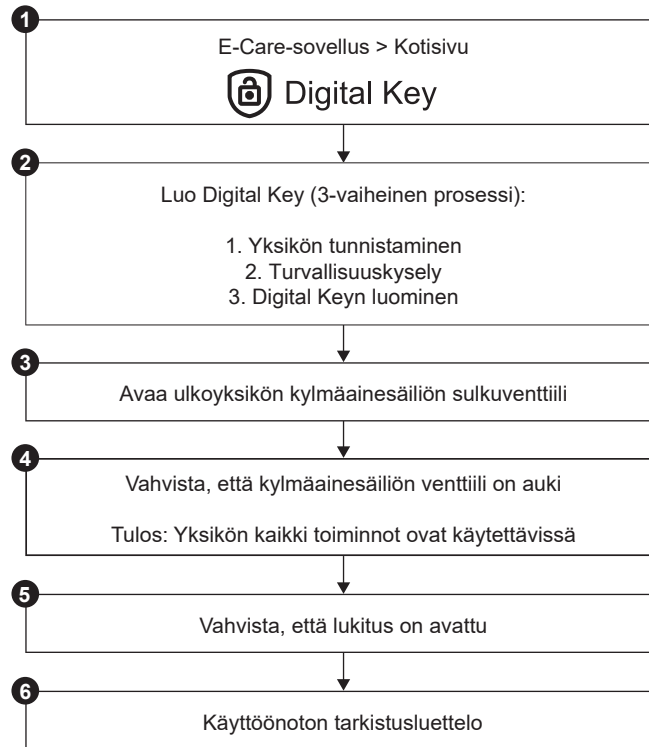 1
E-Care-sovellus > Kotisivu
Digital Key
2
Luo Digital Key (3-vaiheinen prosessi):
1. Yksikön tunnistaminen
2. Turvallisuuskysely
3. Digital Keyn luominen
3
Avaa ulkoyksikön kylmäainesäiliön sulkuventtiili
4
Vahvista, että kylmäainesäiliön venttiili on auki
Tulos: Yksikön kaikki toiminnot ovat käytettävissä
5
Vahvista, että lukitus on avattu
6
Käyttöönoton tarkistusluettelo